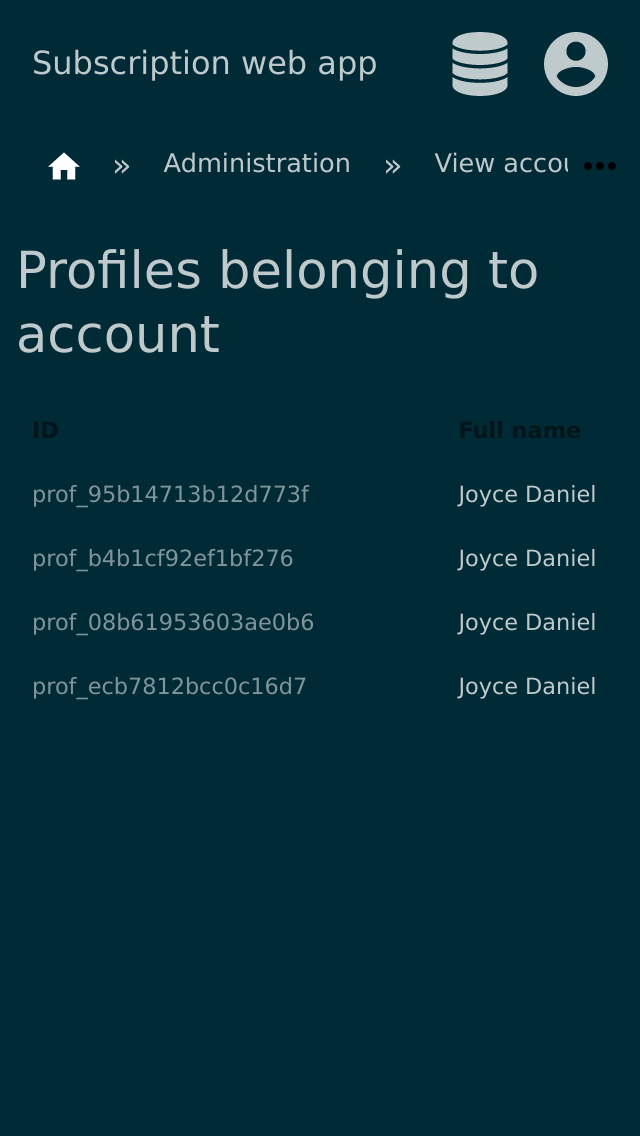 Subscription web app
» Administration » View accou
Profiles belonging to
account
ID Full name
prof_95b14713b12d773f Joyce Daniel
prof_b4b1cf92ef1bf276 Joyce Daniel
prof_08b61953603ae0b6 Joyce Daniel
prof_ecb7812bcc0c16d7 Joyce Daniel